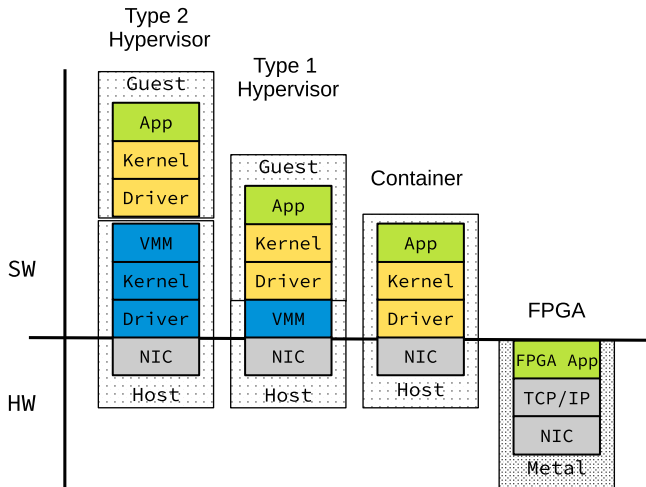 Type 2
Hypervisor
Guest
App
Kernel
Driver
VMM
Kernel
Driver
NIC
Host
Type 1
Hypervisor
Guest
App
Kernel
Driver
VMM
NIC
Host
Container
App
Kernel
Driver
NIC
Host
FPGA
FPGA App
TCP/IP
NIC
Metal
SW
HW